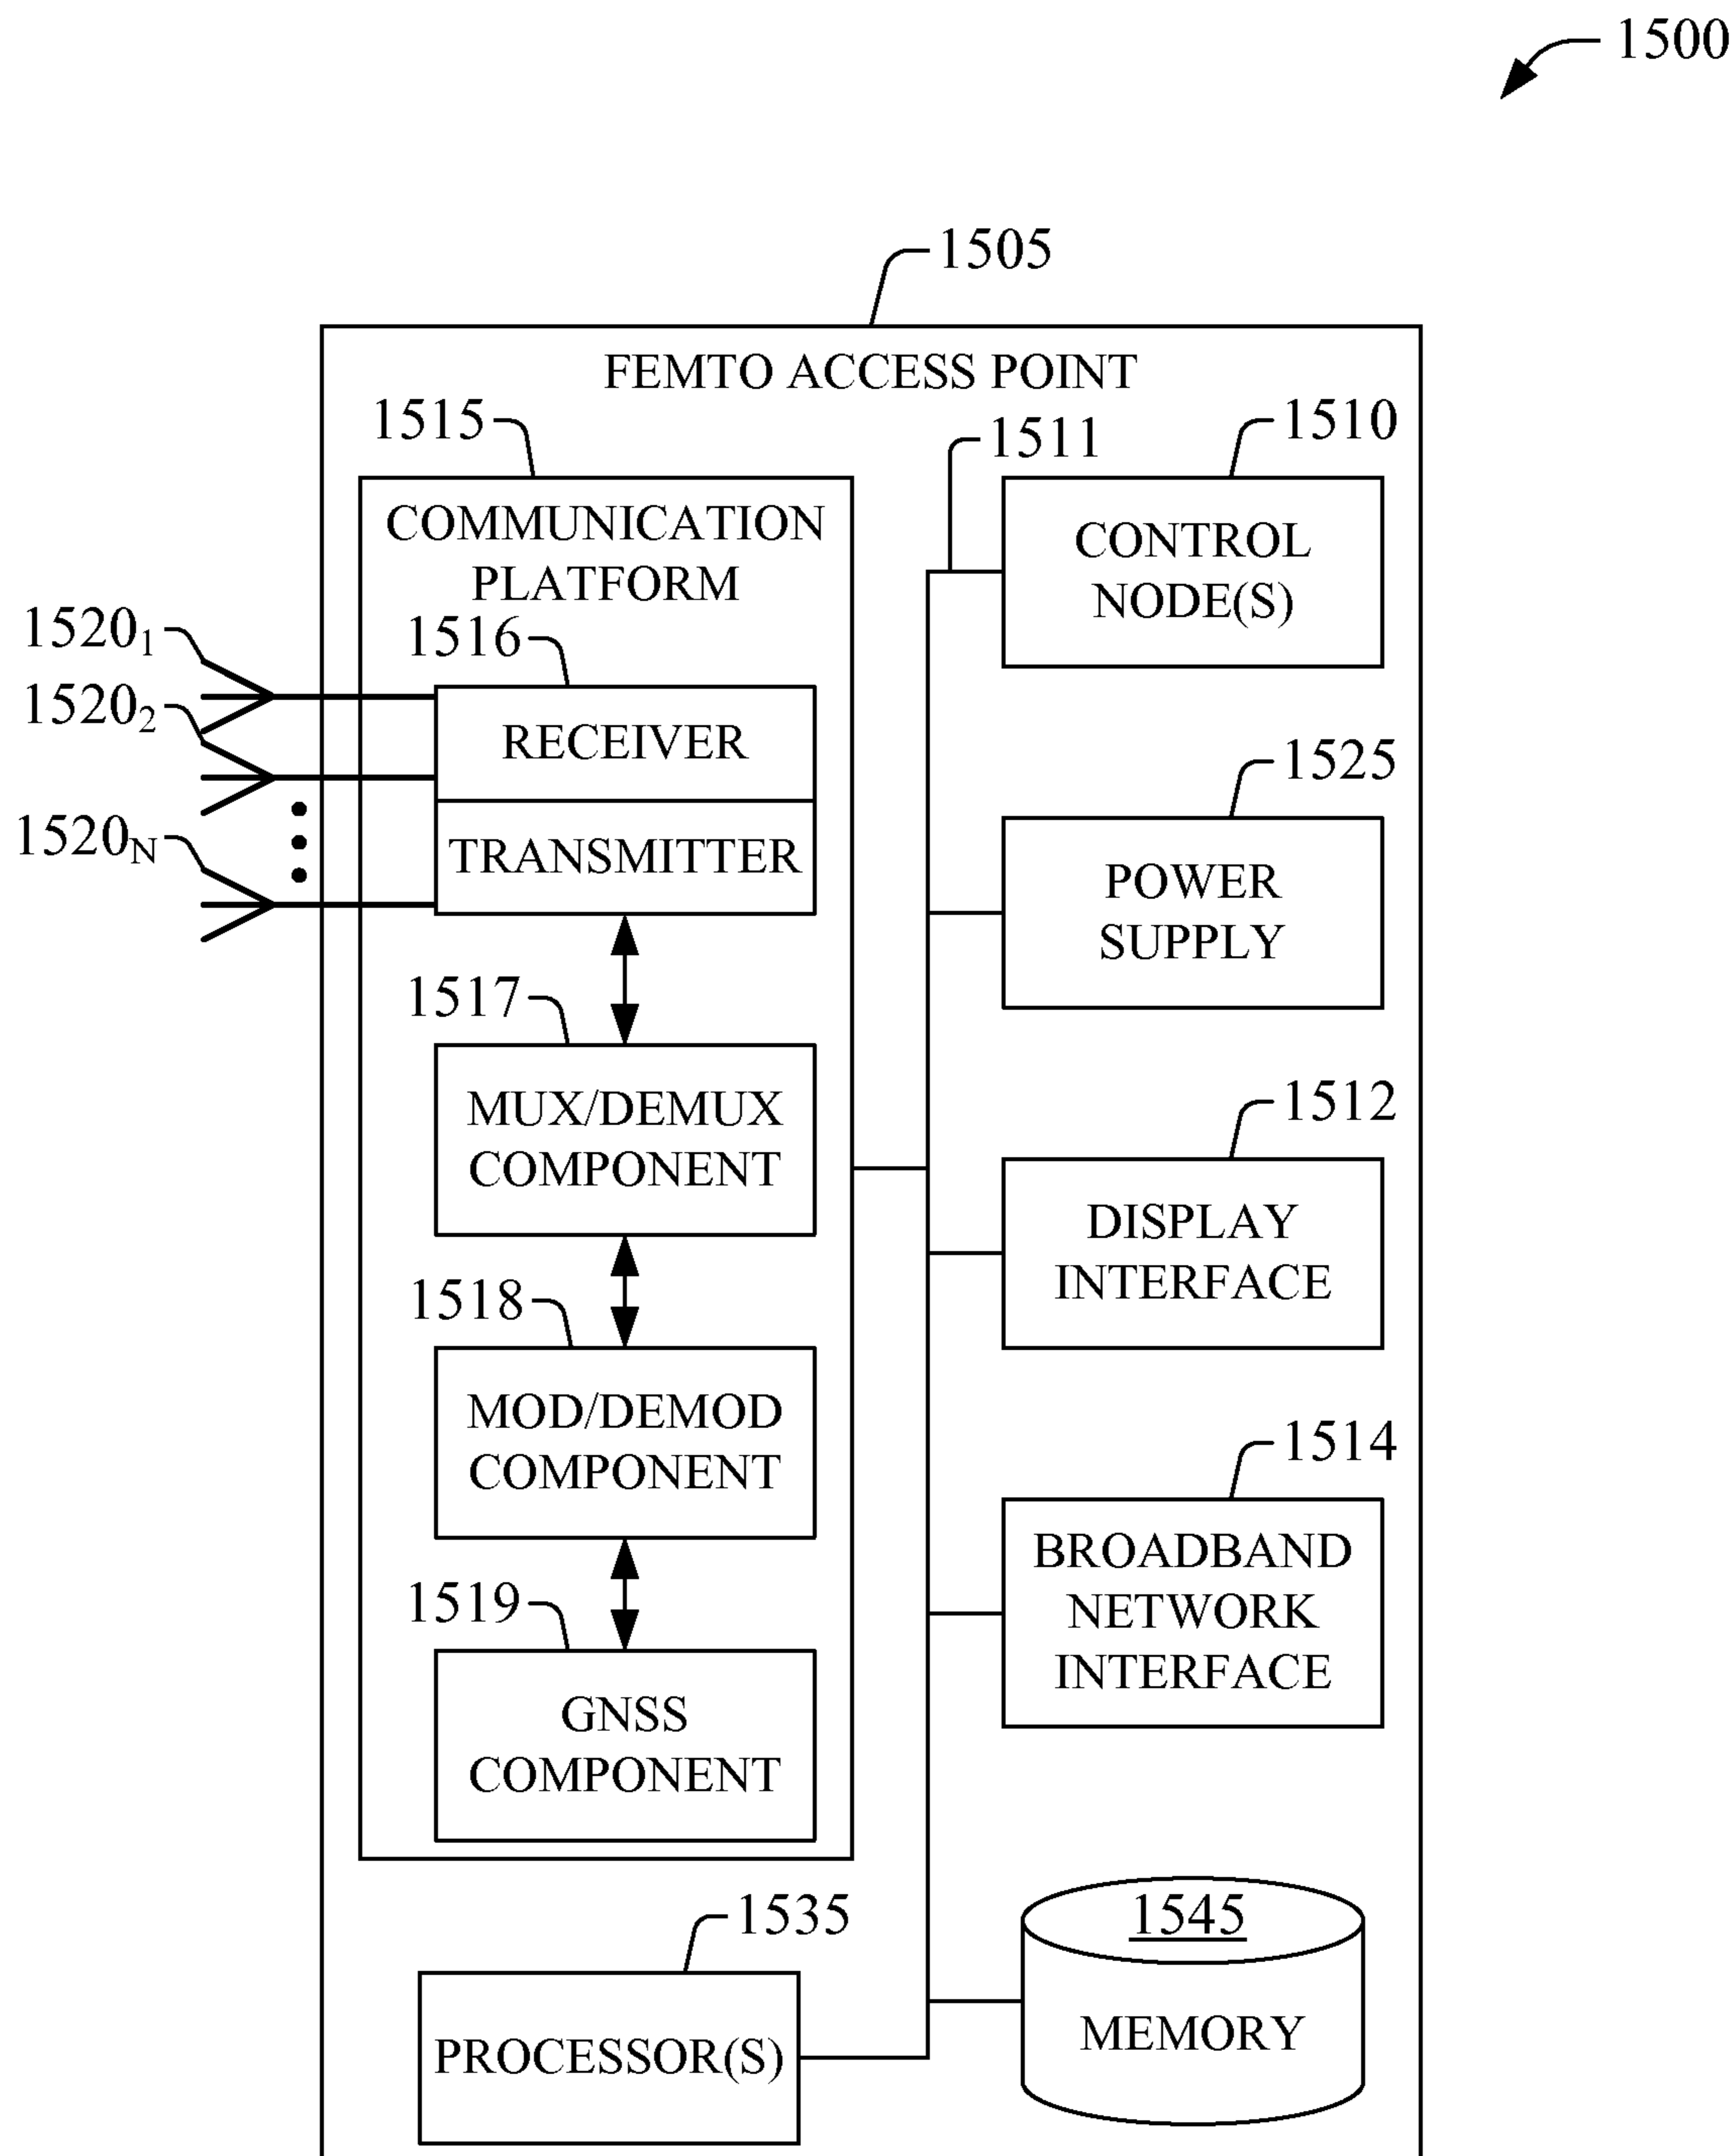 1500
1505
FEMTO ACCESS POINT
1515
1511
1510
COMMUNICATION
PLATFORM
CONTROL
NODE(S)
1520₁
1516
1520₂
RECEIVER
1525
1520ɴ
TRANSMITTER
POWER
SUPPLY
1517
MUX/DEMUX
COMPONENT
1512
DISPLAY
INTERFACE
1518
MOD/DEMOD
COMPONENT
1514
BROADBAND
NETWORK
INTERFACE
1519
GNSS
COMPONENT
1535
PROCESSOR(S)
1545
MEMORY